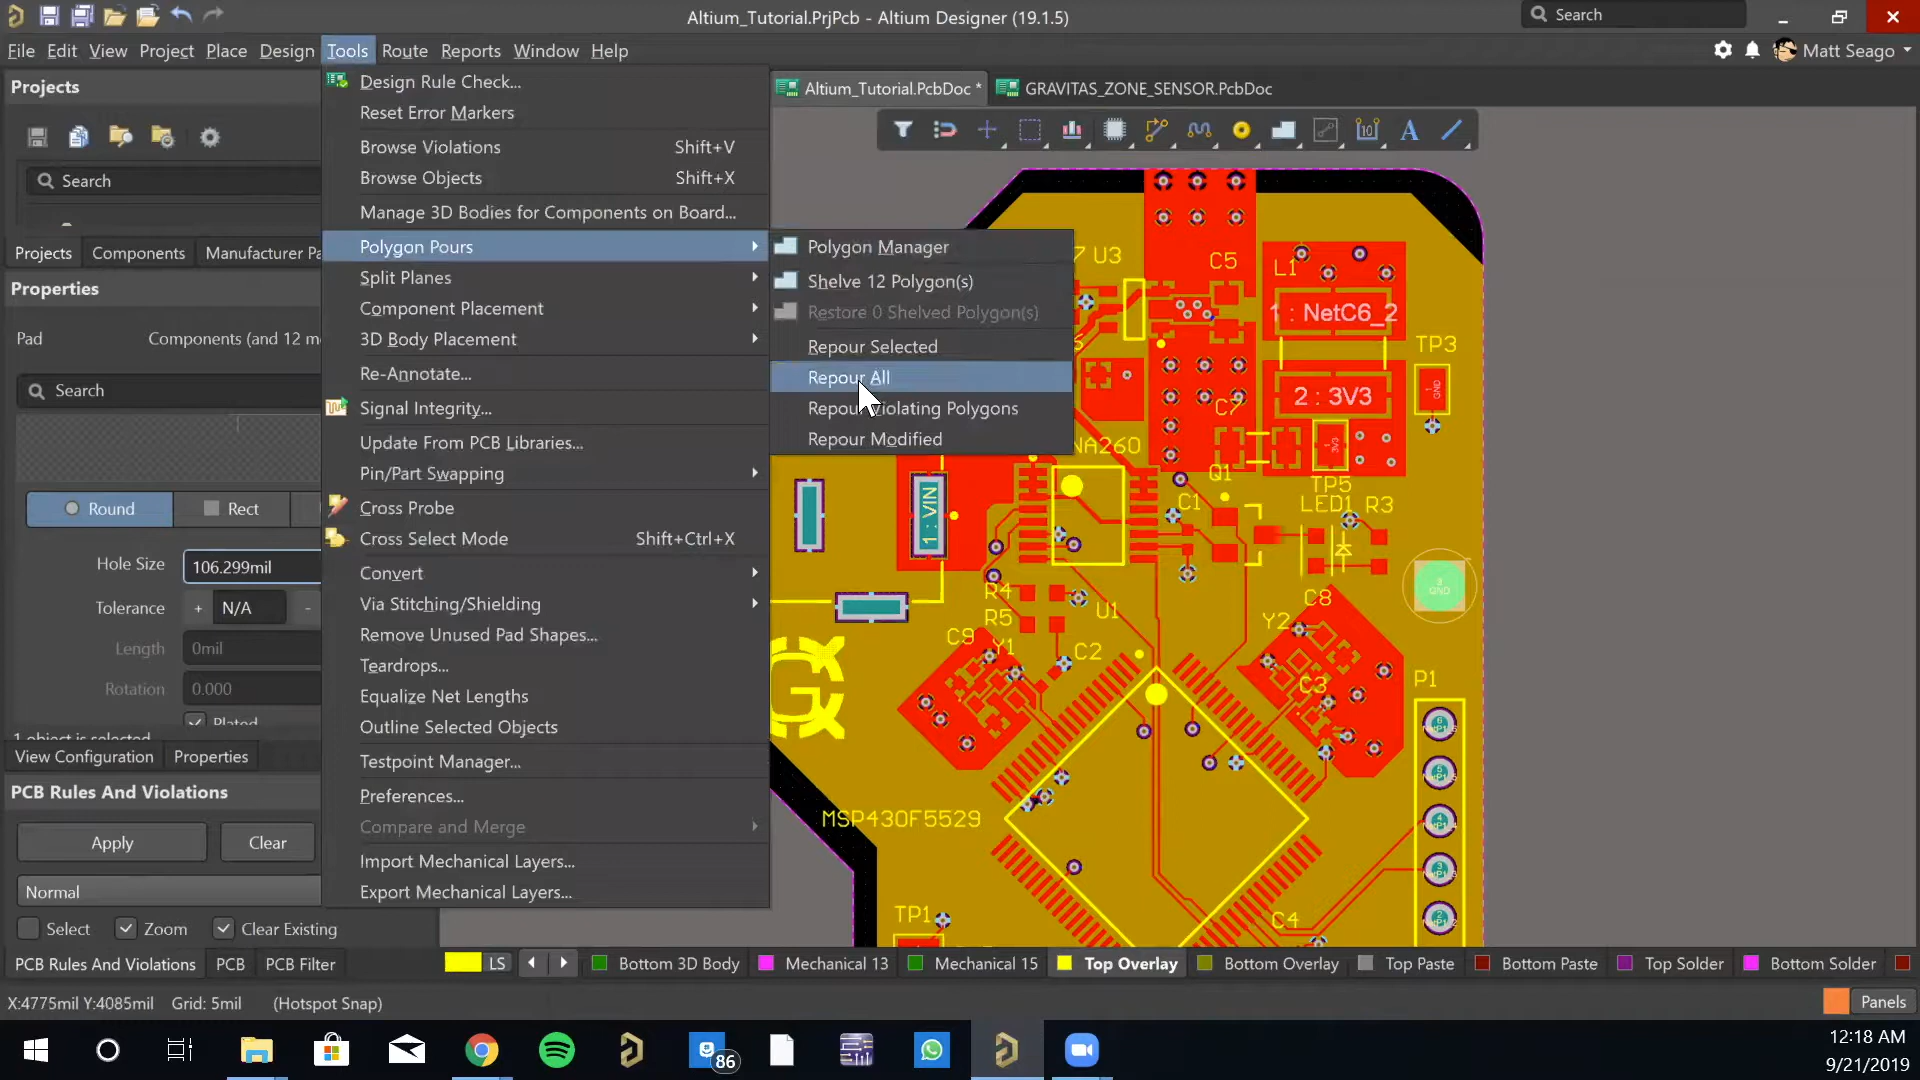 Altium_Tutorial.PrjPcb - Altium Designer (19.1.5)
Search
File Edit View Project Place Design Tools Route Reports Window Help
Matt Seago
Projects
Search
Projects Components Manufacturer Pa
Properties
Pad Components (and 12 m
Search
Round Rect
Hole Size 106.299mil
Tolerance + N/A -
Length 0mil
Rotation 0.000
Plated
1 object is selected
View Configuration Properties
PCB Rules And Violations
Apply Clear
Normal
Select Zoom Clear Existing
PCB Rules And Violations PCB PCB Filter
Design Rule Check...
Reset Error Markers
Browse Violations Shift+V
Browse Objects Shift+X
Manage 3D Bodies for Components on Board...
Polygon Pours
Split Planes
Component Placement
3D Body Placement
Re-Annotate...
Signal Integrity...
Update From PCB Libraries...
Pin/Part Swapping
Cross Probe
Cross Select Mode Shift+Ctrl+X
Convert
Via Stitching/Shielding
Remove Unused Pad Shapes...
Teardrops...
Equalize Net Lengths
Outline Selected Objects
Testpoint Manager...
Preferences...
Compare and Merge
Import Mechanical Layers...
Export Mechanical Layers...
Polygon Manager
Shelve 12 Polygon(s)
Restore 0 Shelved Polygon(s)
Repour Selected
Repour All
Repour Violating Polygons
Repour Modified
Altium_Tutorial.PcbDoc * GRAVITAS_ZONE_SENSOR.PcbDoc
10
A
7 U3
C5
L1
1 : NetC6_2
TP3
GND
2 : 3V3
C7
3V3
NA260
Q1
TP5
C1
LED1 R3
1 : VIN
3
GND
R4
R5
U1
C8
Y2
C9
Y1
C2
C3
P1
MSP430F5529
TP1
C4
LS Bottom 3D Body Mechanical 13 Mechanical 15 Top Overlay Bottom Overlay Top Paste Bottom Paste Top Solder Bottom Solder
X:4775mil Y:4085mil Grid: 5mil (Hotspot Snap)
Panels
86
12:18 AM
9/21/2019